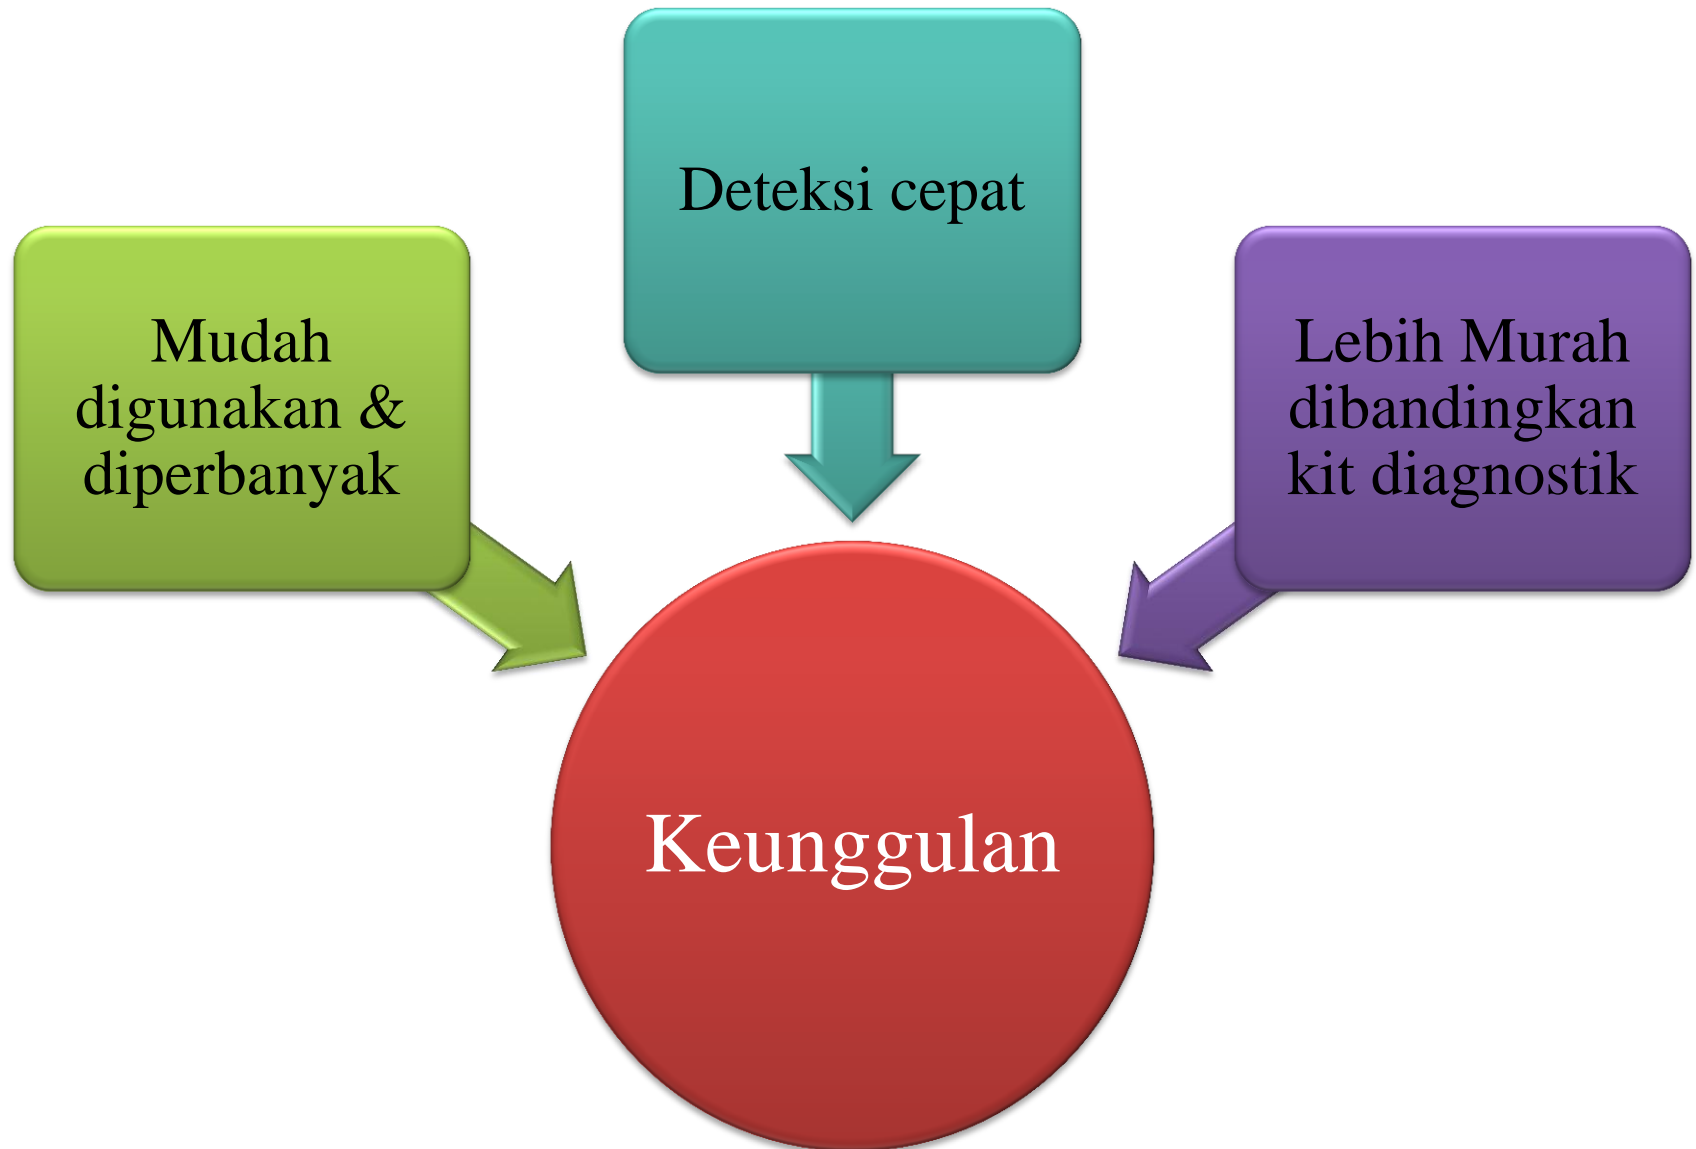 Deteksi cepat
Mudah
digunakan &
diperbanyak
Lebih Murah
dibandingkan
kit diagnostik
Keunggulan